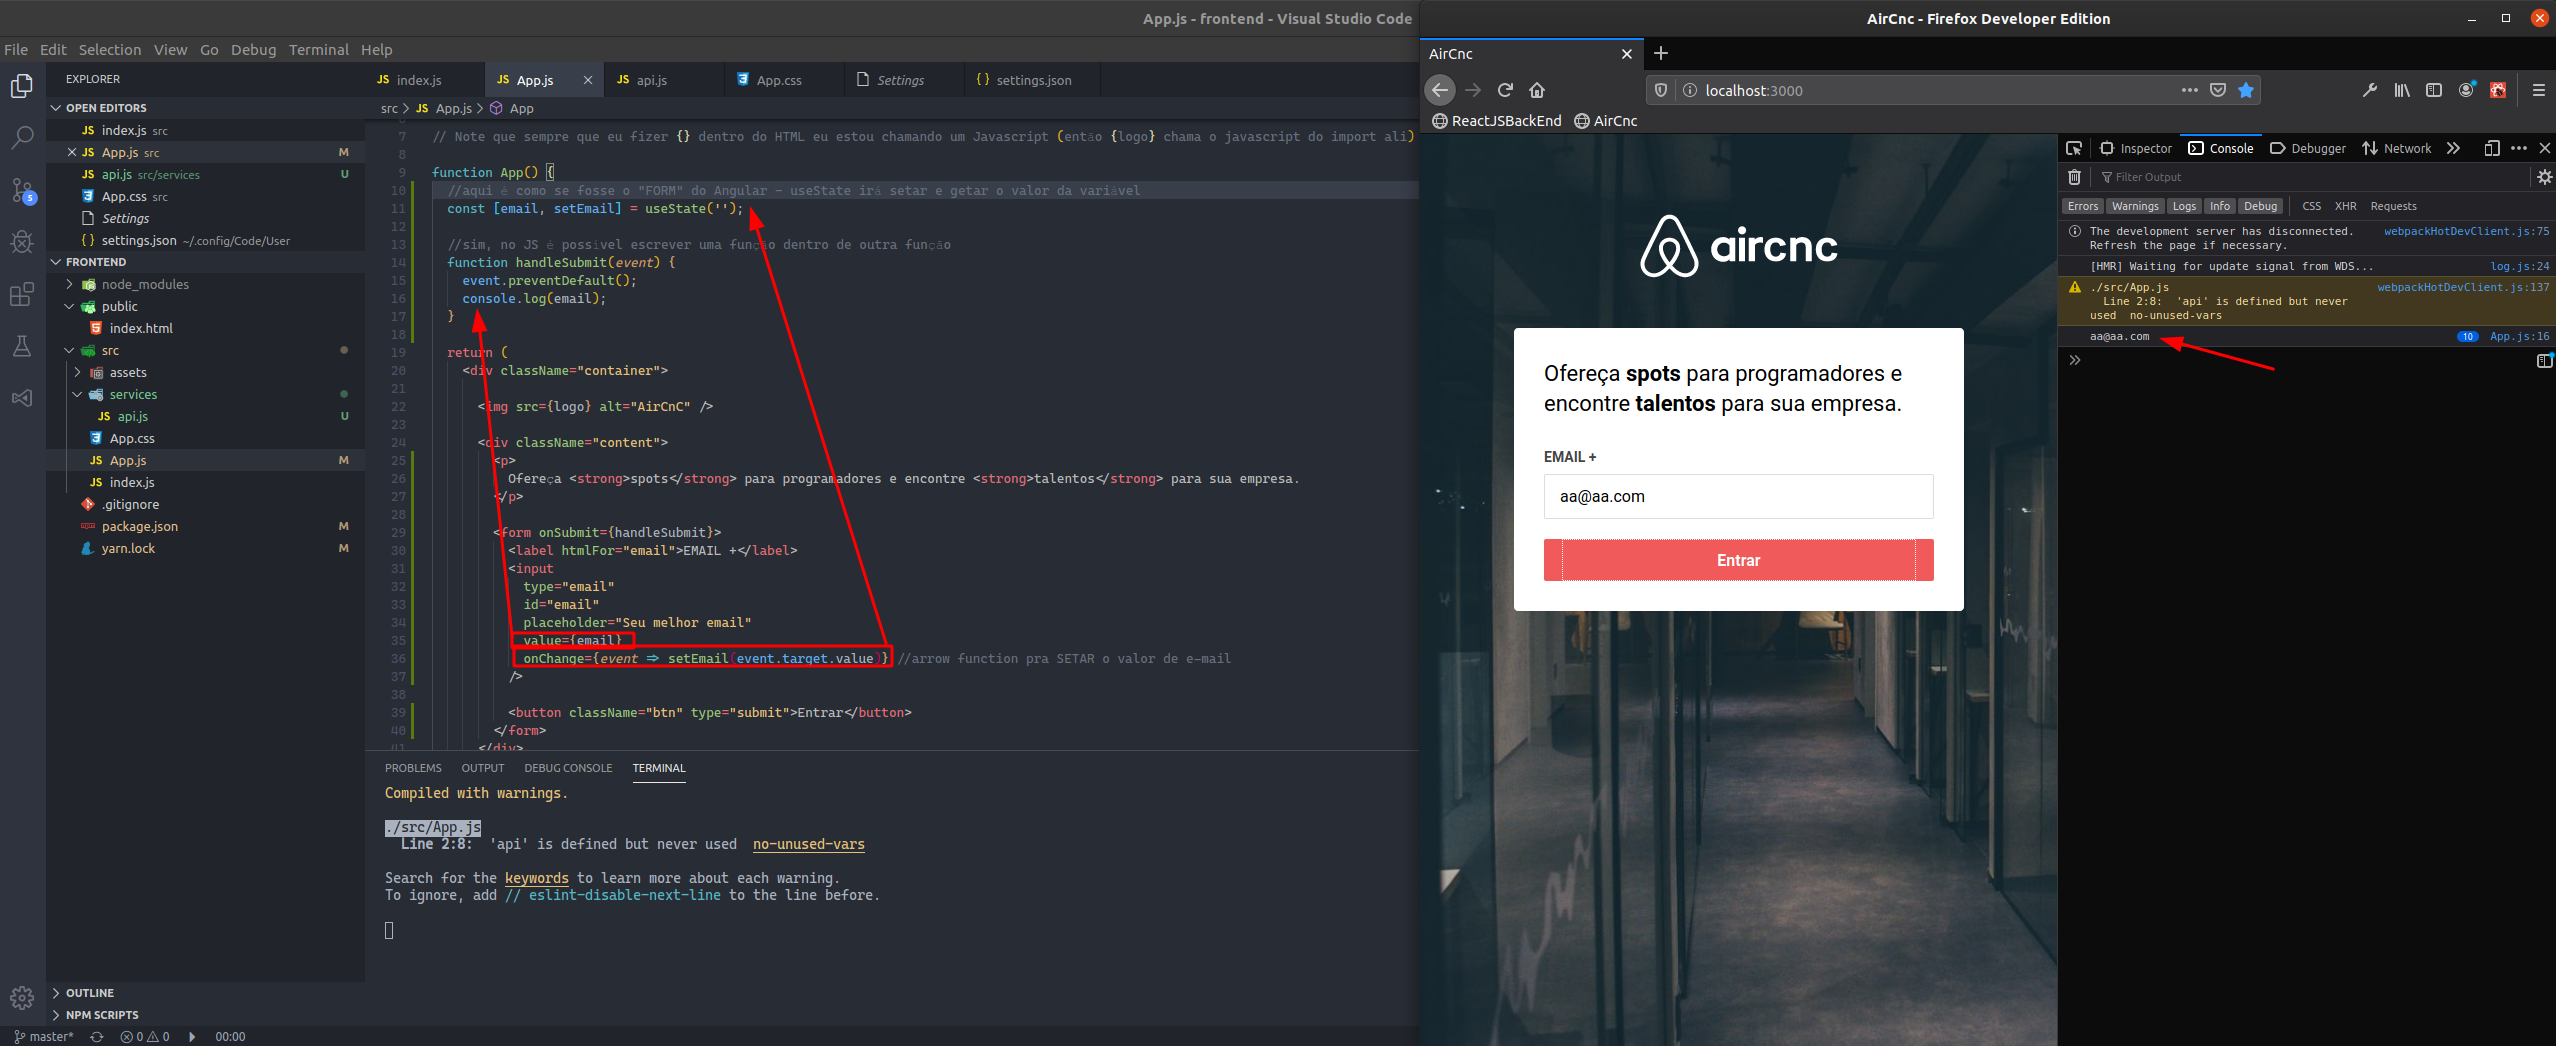 App.js - frontend - Visual Studio Code
File Edit Selection View Go Debug Terminal Help
EXPLORER
OPEN EDITORS
index.js src
App.js src M
api.js src/services U
App.css src
Settings
settings.json ~/.config/Code/User
FRONTEND
node_modules
public
index.html
src
assets
services
api.js U
App.css
App.js M
index.js
.gitignore
package.json M
yarn.lock M
OUTLINE
NPM SCRIPTS
5
index.js App.js api.js App.css Settings settings.json
src > App.js > App
7 // Note que sempre que eu fizer {} dentro do HTML eu estou chamando um Javascript (então {logo} chama o javascript do import ali)
8
9 function App() {
10 //aqui é como se fosse o "FORM" do Angular - useState irá setar e getar o valor da variável
11 const [email, setEmail] = useState('');
12
13 //sim, no JS é possível escrever uma função dentro de outra função
14 function handleSubmit(event) {
15 event.preventDefault();
16 console.log(email);
17 }
18
19 return (
20 <div className="container">
21
22 <img src={logo} alt="AirCnC" />
23
24 <div className="content">
25 <p>
26 Ofereça <strong>spots</strong> para programadores e encontre <strong>talentos</strong> para sua empresa.
27 </p>
28
29 <form onSubmit={handleSubmit}>
30 <label htmlFor="email">EMAIL +</label>
31 <input
32 type="email"
33 id="email"
34 placeholder="Seu melhor email"
35 value={email}
36 onChange={event => setEmail(event.target.value)} //arrow function pra SETAR o valor de e-mail
37 />
38
39 <button className="btn" type="submit">Entrar</button>
40 </form>
41 </div>
PROBLEMS OUTPUT DEBUG CONSOLE TERMINAL
Compiled with warnings.
./src/App.js
Line 2:8: 'api' is defined but never used no-unused-vars
Search for the keywords to learn more about each warning.
To ignore, add // eslint-disable-next-line to the line before.
master* 0 0 00:00
AirCnc - Firefox Developer Edition
AirCnc
localhost:3000
ReactJSBackEnd AirCnc
aircnc
Ofereça spots para programadores e
encontre talentos para sua empresa.
EMAIL +
aa@aa.com
Entrar
Inspector Console Debugger Network
Filter Output
Errors Warnings Logs Info Debug CSS XHR Requests
The development server has disconnected. webpackHotDevClient.js:75
Refresh the page if necessary.
[HMR] Waiting for update signal from WDS... log.js:24
./src/App.js webpackHotDevClient.js:137
Line 2:8: 'api' is defined but never
used no-unused-vars
aa@aa.com 10 App.js:16